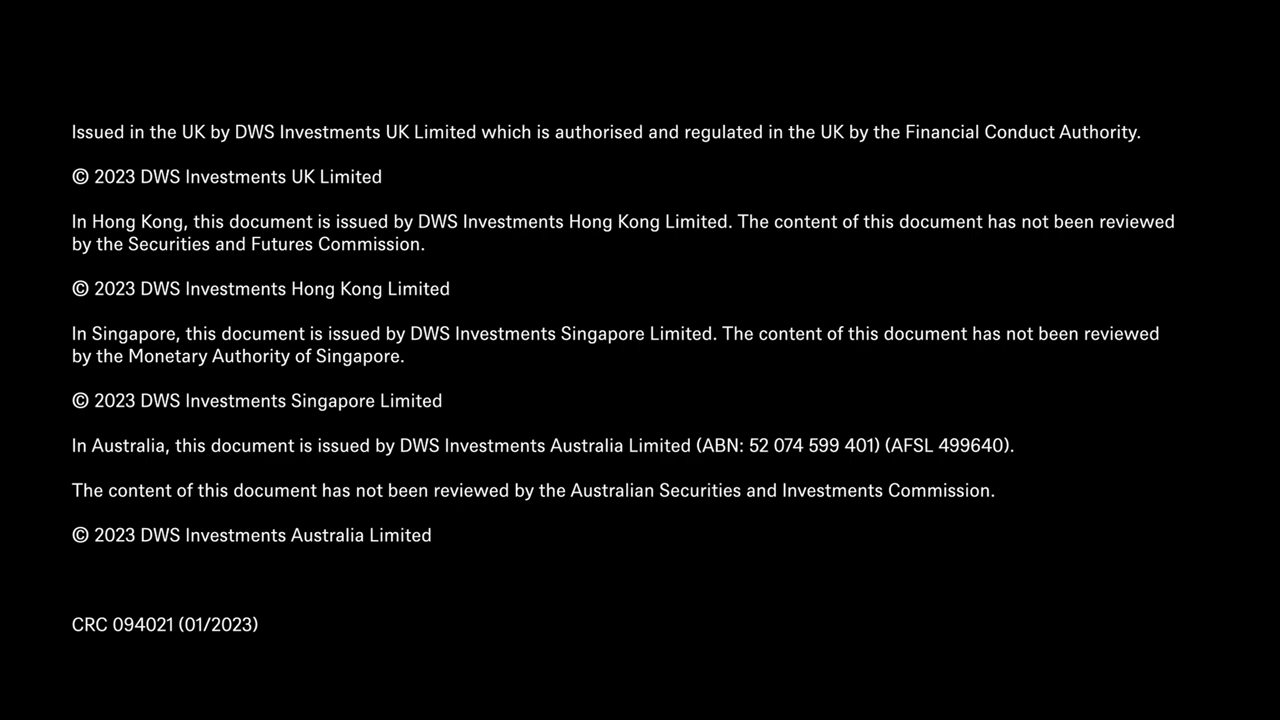 Issued in the UK by DWS Investments UK Limited which is authorised and regulated in the UK by the Financial Conduct Authority.
© 2023 DWS Investments UK Limited
In Hong Kong, this document is issued by DWS Investments Hong Kong Limited. The content of this document has not been reviewed
by the Securities and Futures Commission.
© 2023 DWS Investments Hong Kong Limited
In Singapore, this document is issued by DWS Investments Singapore Limited. The content of this document has not been reviewed
by the Monetary Authority of Singapore.
© 2023 DWS Investments Singapore Limited
In Australia, this document is issued by DWS Investments Australia Limited (ABN: 52 074 599 401) (AFSL 499640).
The content of this document has not been reviewed by the Australian Securities and Investments Commission.
© 2023 DWS Investments Australia Limited
CRC 094021 (01/2023)